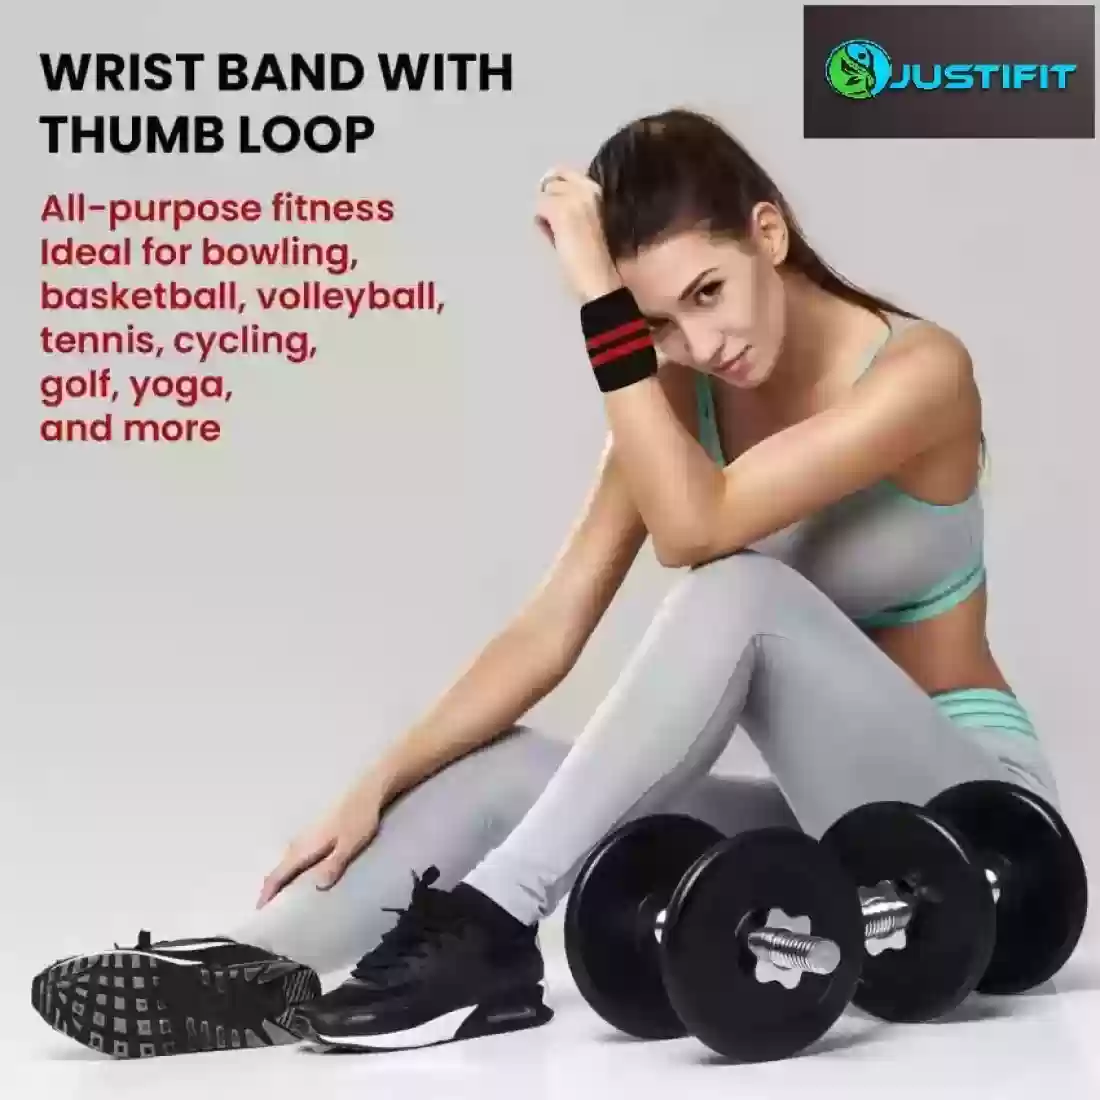 WRIST BAND WITH
THUMB LOOP
JUSTIFIT
All-purpose fitness
Ideal for bowling,
basketball, volleyball,
tennis, cycling,
golf, yoga,
and more